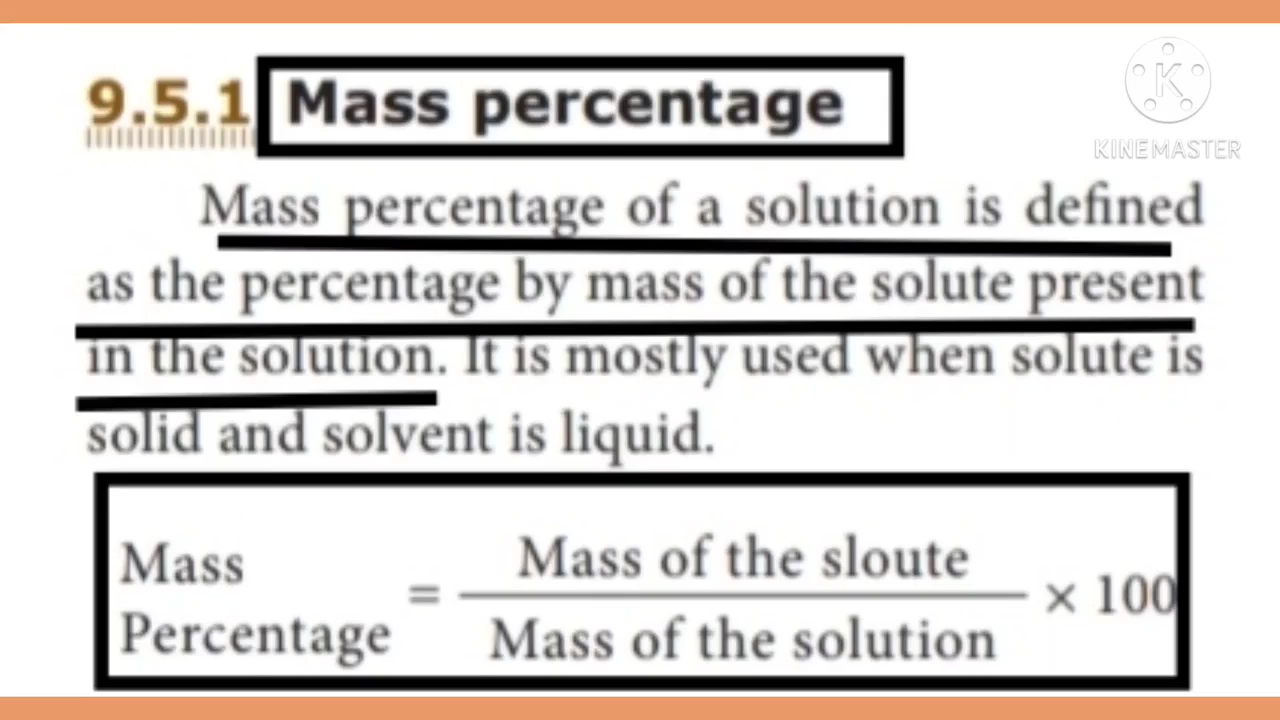 9.5.1 Mass percentage
K
KINEMASTER
Mass percentage of a solution is defined
as the percentage by mass of the solute present
in the solution. It is mostly used when solute is
solid and solvent is liquid.
Mass
Percentage
=
Mass of the sloute
Mass of the solution
× 100